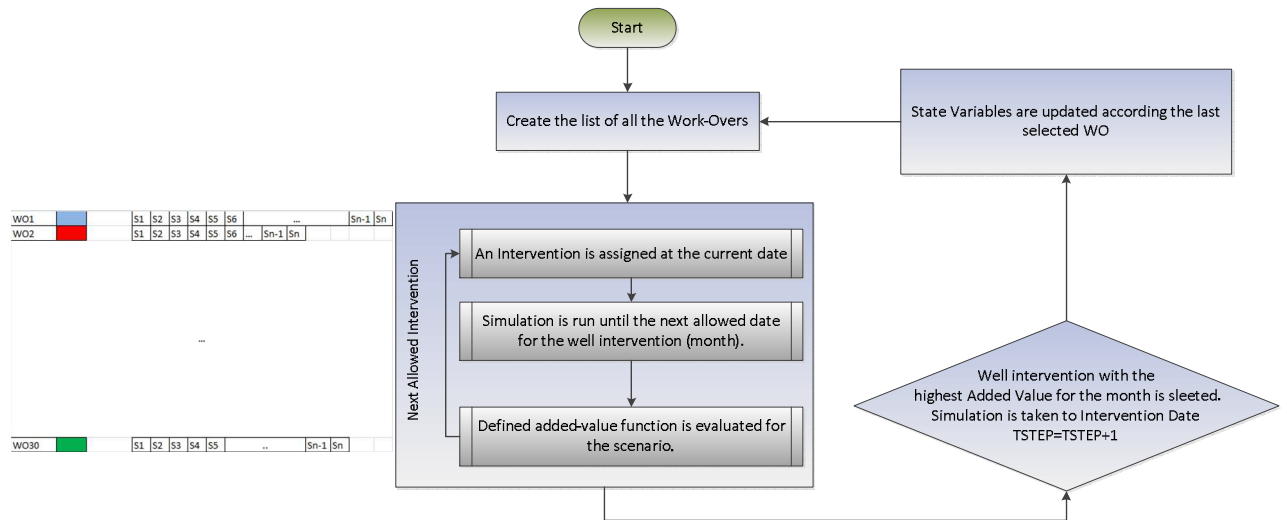 Start
Create the list of all the Work-Overs
State Variables are updated according the last
selected WO
WO1 S1 S2 S3 S4 S5 S6 ... Sn-1 Sn
WO2 S1 S2 S3 S4 S5 S6 ... Sn-1 Sn
...
WO30 S1 S2 S3 S4 S5 .. Sn-1 Sn
Next Allowed Intervention
An Intervention is assigned at the current date
Simulation is run until the next allowed date
for the well intervention (month).
Defined added-value function is evaluated for
the scenario.
Well intervention with the
highest Added Value for the month is sleeted.
Simulation is taken to Intervention Date
TSTEP=TSTEP+1